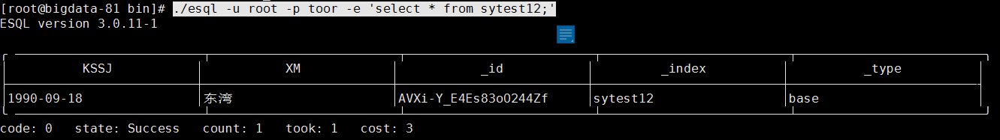 [root@bigdata-81 bin]# ./esql -u root -p toor -e 'select * from sytest12;'
ESQL version 3.0.11-1
KSSJ XM _id _index _type
1990-09-18 东湾 AVXi-Y_E4Es83oO244Zf sytest12 base
code: 0 state: Success count: 1 took: 1 cost: 3